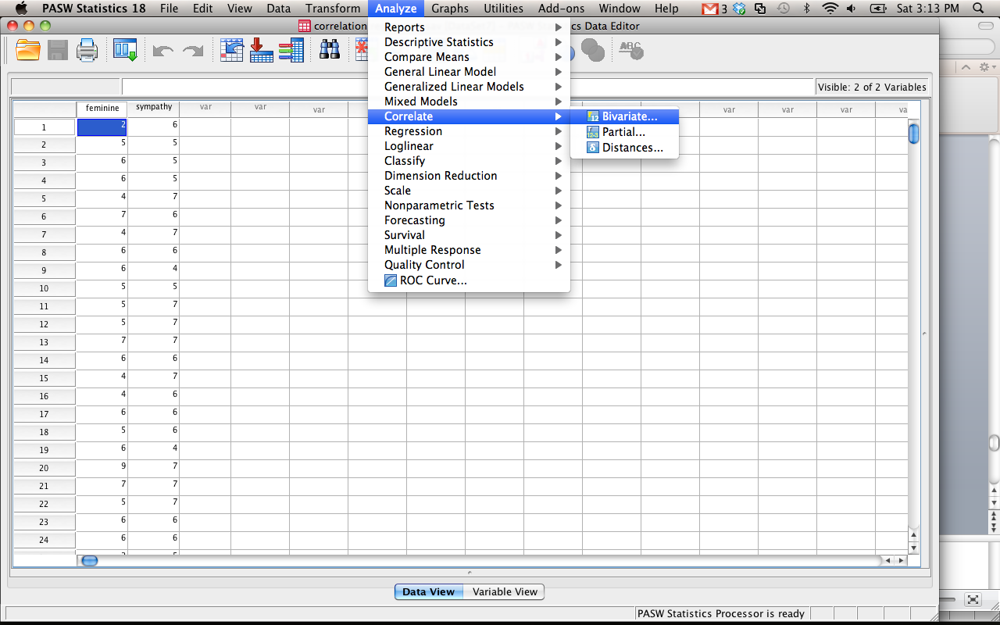 PASW Statistics 18 File Edit View Data Transform Analyze Graphs Utilities Add-ons Window Help 3 Sat 3:13 PM
correlation s Data Editor
Visible: 2 of 2 Variables
Reports
Descriptive Statistics
Compare Means
General Linear Model
Generalized Linear Models
Mixed Models
Correlate
Regression
Loglinear
Classify
Dimension Reduction
Scale
Nonparametric Tests
Forecasting
Survival
Multiple Response
Quality Control
ROC Curve...
Bivariate...
Partial...
Distances...
feminine sympathy var var var var var var va
1 2 6
2 5 5
3 6 5
4 6 5
5 4 7
6 7 6
7 4 7
8 6 6
9 6 4
10 5 5
11 5 7
12 5 7
13 7 7
14 6 6
15 4 7
16 4 6
17 6 6
18 5 6
19 6 4
20 9 7
21 7 7
22 5 7
23 6 6
24 6 6
Data View Variable View
PASW Statistics Processor is ready